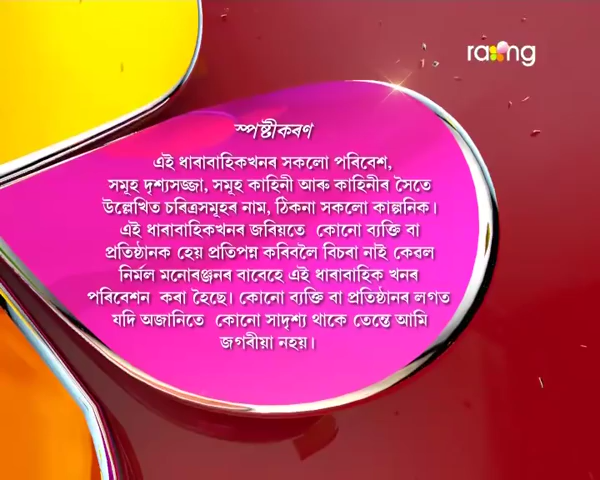 rang
স্পষ্টীকৰণ
এই ধাৰাবাহিকখনৰ সকলো পৰিবেশ,
সমূহ দৃশ্যসজ্জা, সমূহ কাহিনী আৰু কাহিনীৰ সৈতে
উল্লেখিত চৰিত্ৰসমূহৰ নাম, ঠিকনা সকলো কাল্পনিক।
এই ধাৰাবাহিকখনৰ জৰিয়তে কোনো ব্যক্তি বা
প্ৰতিষ্ঠানক হেয় প্ৰতিপন্ন কৰিবলৈ বিচৰা নাই কেৱল
নিৰ্মল মনোৰঞ্জনৰ বাবেহে এই ধাৰাবাহিক খনৰ
পৰিবেশন কৰা হৈছে। কোনো ব্যক্তি বা প্ৰতিষ্ঠানৰ লগত
যদি অজানিতে কোনো সাদৃশ্য থাকে তেন্তে আমি
জগৰীয়া নহয়।